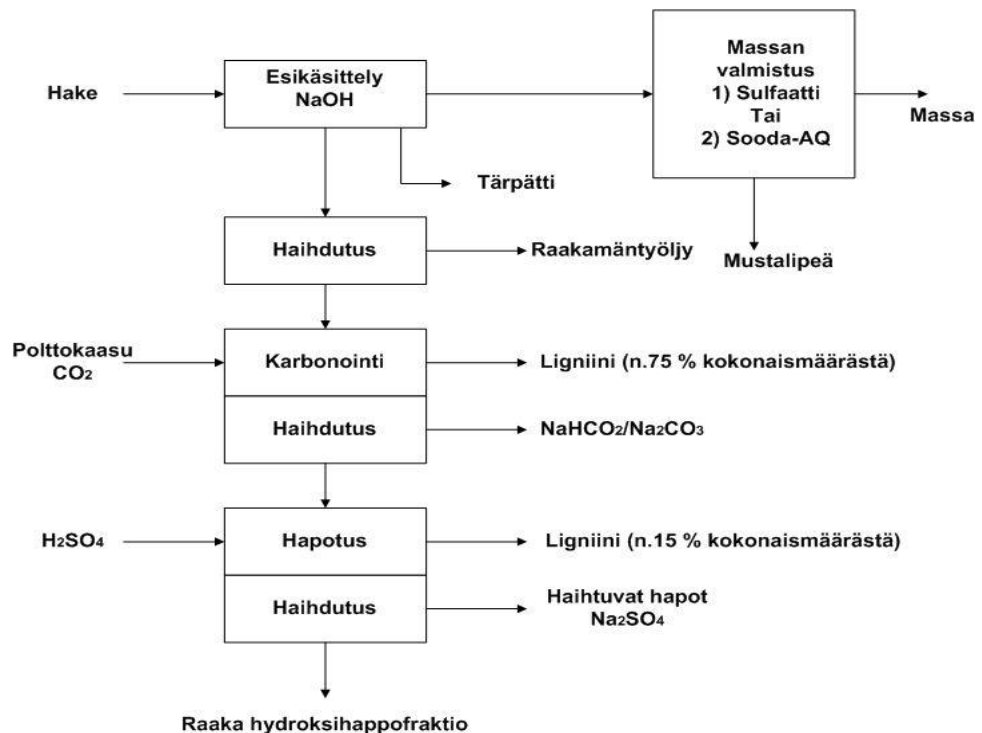 Hake
Esikäsittely
NaOH
Massan
valmistus
1) Sulfaatti
Tai
2) Sooda-AQ
Massa
Tärpätti
Mustalipeä
Haihdutus
Raakamäntyöljy
Polttokaasu
CO2
Karbonointi
Ligniini (n.75 % kokonaismäärästä)
Haihdutus
NaHCO2/Na2CO3
H2SO4
Hapotus
Ligniini (n.15 % kokonaismäärästä)
Haihdutus
Haihtuvat hapot
Na2SO4
Raaka hydroksihappofraktio